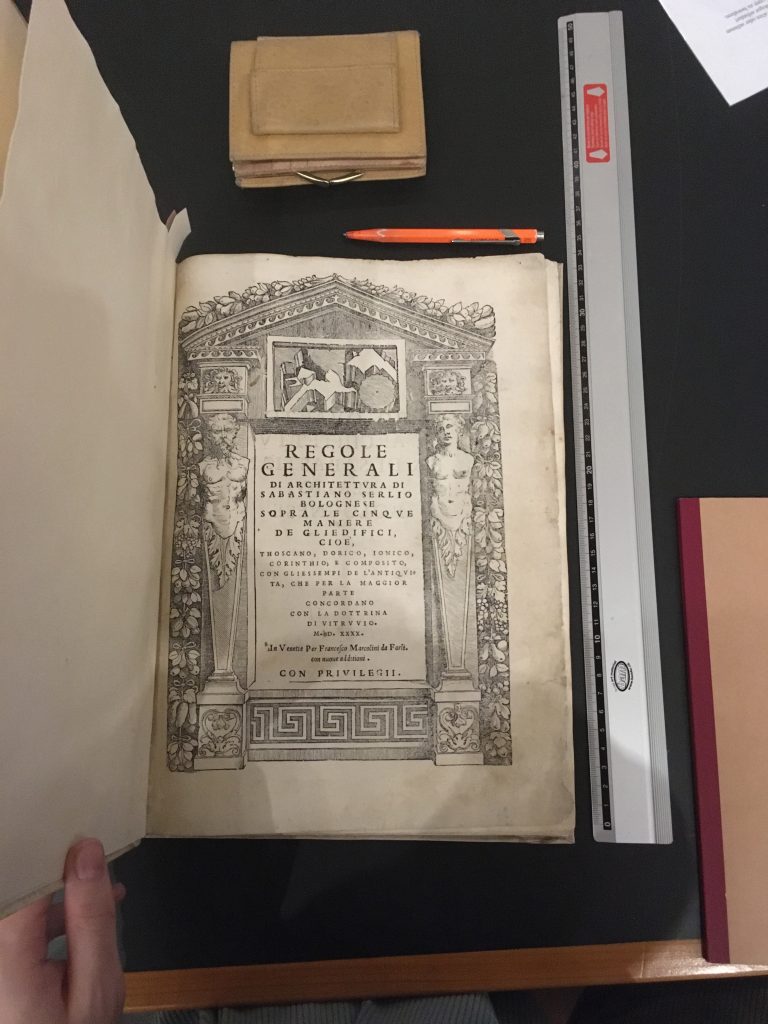 REGOLE
GENERALI
DI ARCHITETTVRA DI
SABASTIANO SERLIO
BOLOGNESE
SOPRA LE CINQVE
MANIERE
DE GLIEDIFICI,
CIOE,
THOSCANO, DORICO, IONICO,
CORINTHIO, E COMPOSITO,
CON GLIESSEMPI DE L'ANTIQVI-
TA, CHE PER LA MAGGIOR
PARTE
CONCORDANO
CON LA DOTTRINA
DI VITRVVIO.
M. D. XXXX.
In Venetia Per Francesco Marcolini da Forlì.
con nuove additioni.
CON PRIVILEGII.